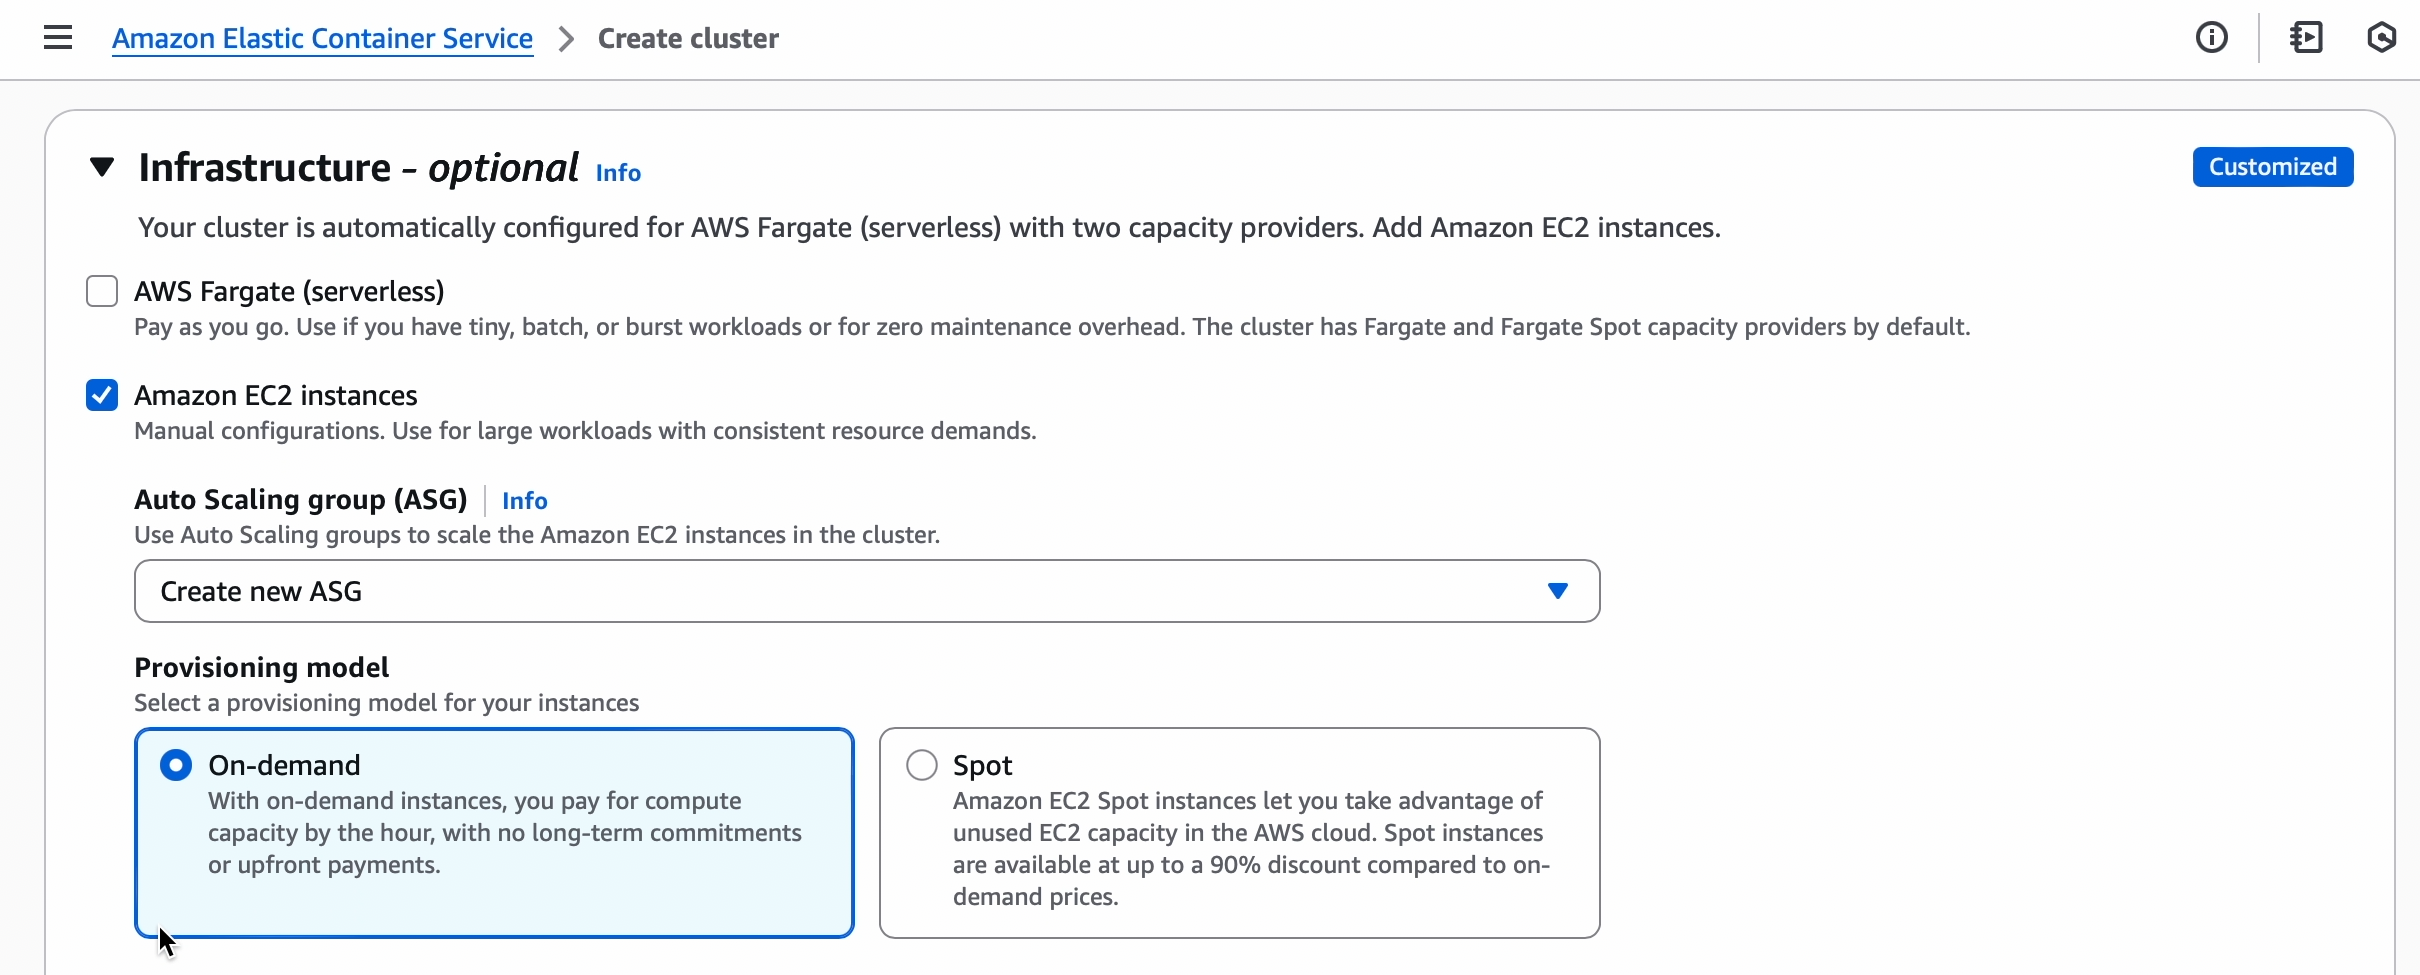 Amazon Elastic Container Service > Create cluster
Infrastructure - optional Info
Customized
Your cluster is automatically configured for AWS Fargate (serverless) with two capacity providers. Add Amazon EC2 instances.
AWS Fargate (serverless)
Pay as you go. Use if you have tiny, batch, or burst workloads or for zero maintenance overhead. The cluster has Fargate and Fargate Spot capacity providers by default.
Amazon EC2 instances
Manual configurations. Use for large workloads with consistent resource demands.
Auto Scaling group (ASG) Info
Use Auto Scaling groups to scale the Amazon EC2 instances in the cluster.
Create new ASG
Provisioning model
Select a provisioning model for your instances
On-demand
With on-demand instances, you pay for compute
capacity by the hour, with no long-term commitments
or upfront payments.
Spot
Amazon EC2 Spot instances let you take advantage of
unused EC2 capacity in the AWS cloud. Spot instances
are available at up to a 90% discount compared to on-
demand prices.